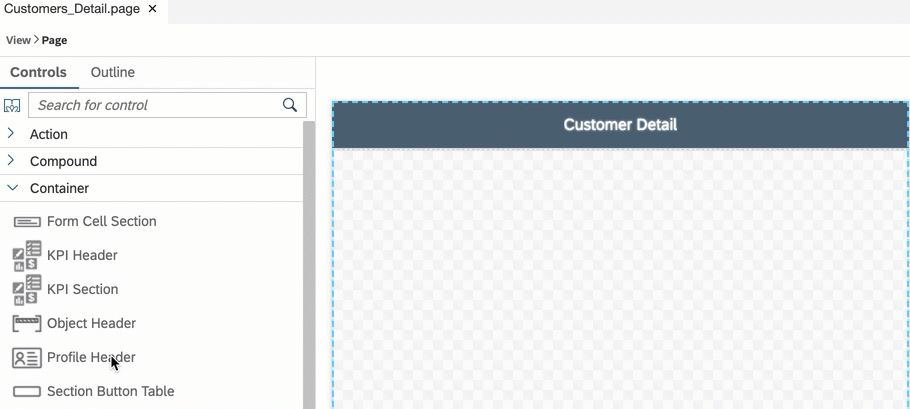 Customers_Detail.page ×
View > Page
Controls Outline
Search for control
Action
Compound
Container
Form Cell Section
KPI Header
KPI Section
Object Header
Profile Header
Section Button Table
Customer Detail